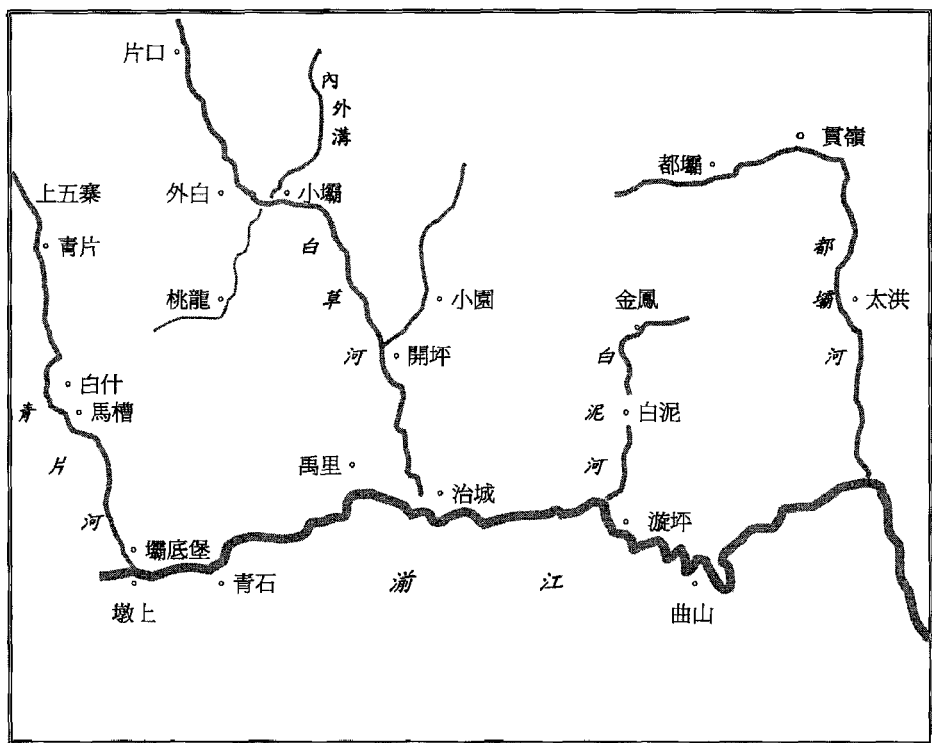 片口
內外溝
貫嶺
都壩
上五寨
外白
小壩
青片
白草河
都壩河
桃龍
小園
金鳳
太洪
開坪
白什
馬槽
白泥河
白泥
青片河
禹里
治城
漩坪
壩底堡
青石
湔江
墩上
曲山